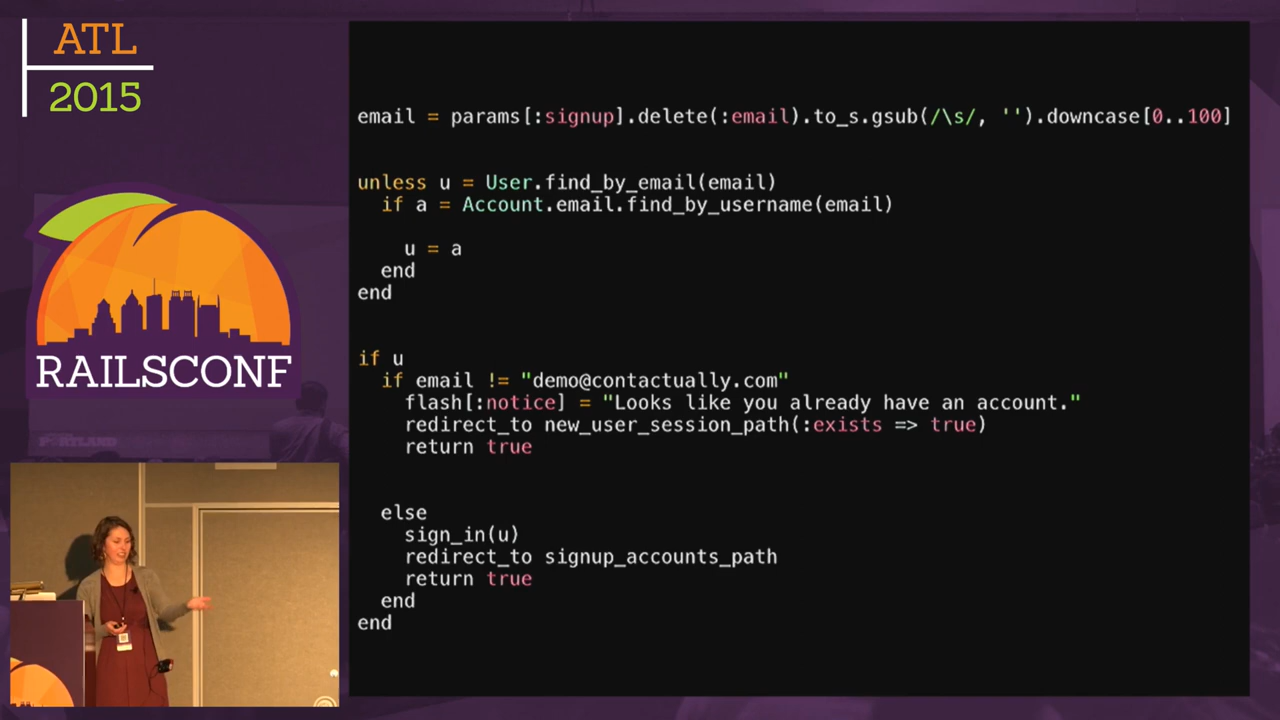 ATL
2015
RAILSCONF
PORTLAND
email = params[:signup].delete(:email).to_s.gsub(/\s/, '').downcase[0..100]
unless u = User.find_by_email(email)
if a = Account.email.find_by_username(email)
u = a
end
end
if u
if email != "demo@contactually.com"
flash[:notice] = "Looks like you already have an account."
redirect_to new_user_session_path(:exists => true)
return true
else
sign_in(u)
redirect_to signup_accounts_path
return true
end
end